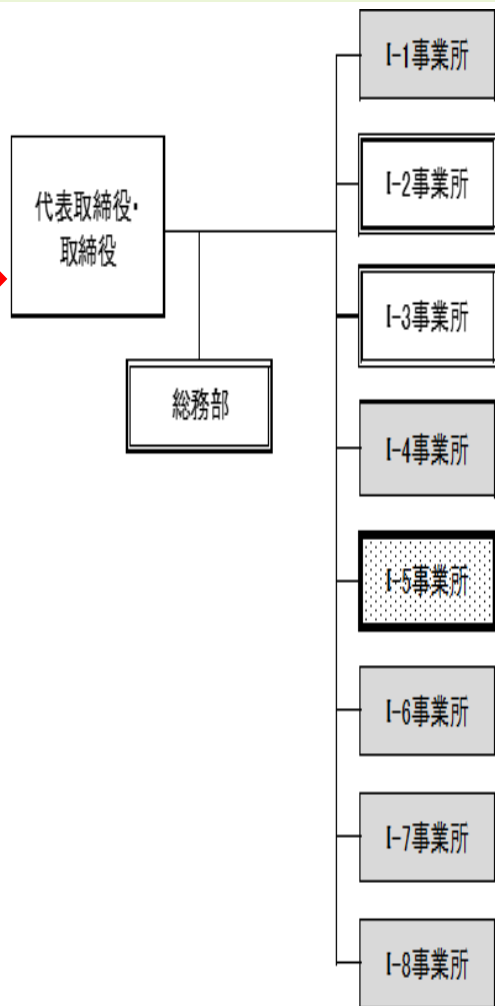 代表取締役・
取締役
総務部
I-1事業所
I-2事業所
I-3事業所
I-4事業所
I-5事業所
I-6事業所
I-7事業所
I-8事業所